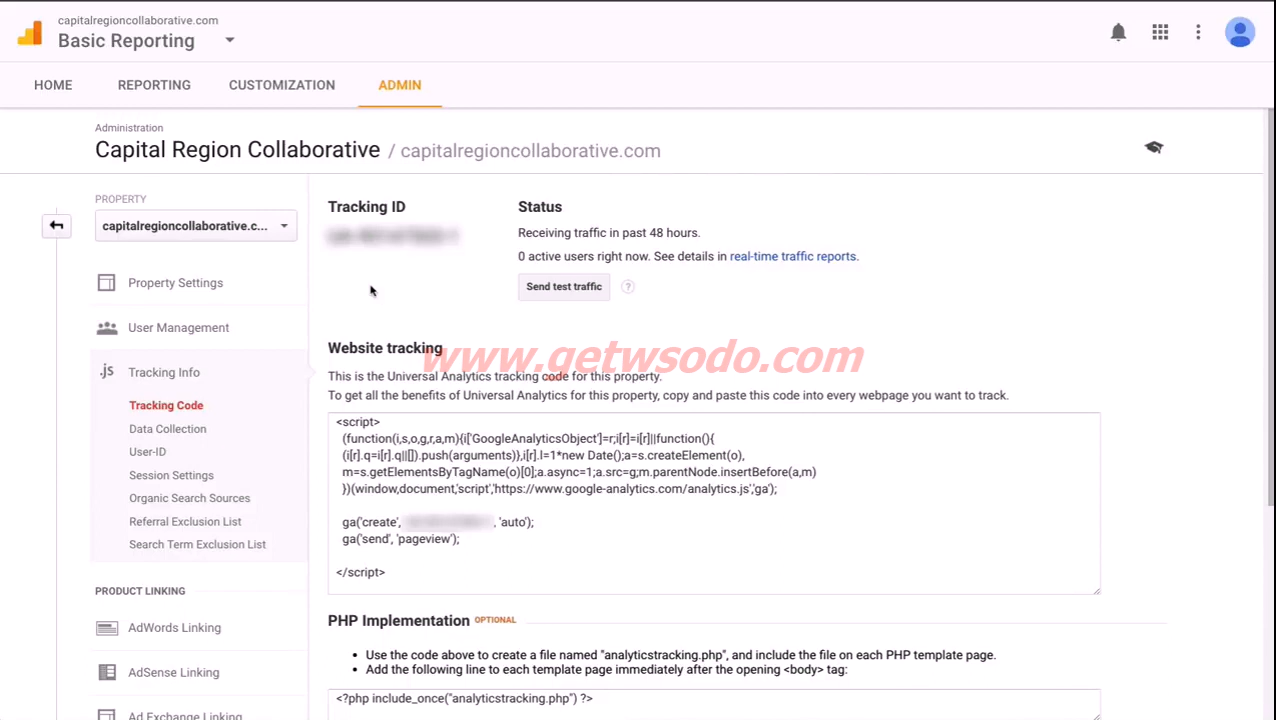 capitalregioncollaborative.com
Basic Reporting
HOME
REPORTING
CUSTOMIZATION
ADMIN
Administration
Capital Region Collaborative / capitalregioncollaborative.com
PROPERTY
capitalregioncollaborative.c...
Property Settings
User Management
.js
Tracking Info
Tracking Code
Data Collection
User-ID
Session Settings
Organic Search Sources
Referral Exclusion List
Search Term Exclusion List
PRODUCT LINKING
AdWords Linking
AdSense Linking
Ad Exchange Linking
Tracking ID
Status
Receiving traffic in past 48 hours.
0 active users right now. See details in real-time traffic reports.
Send test traffic
?
Website tracking
www.getwsodo.com
This is the Universal Analytics tracking code for this property.
To get all the benefits of Universal Analytics for this property, copy and paste this code into every webpage you want to track.
<script>
(function(i,s,o,g,r,a,m){i['GoogleAnalyticsObject']=r;i[r]=i[r]||function(){
(i[r].q=i[r].q||[]).push(arguments)},i[r].l=1*new Date();a=s.createElement(o),
m=s.getElementsByTagName(o)[0];a.async=1;a.src=g;m.parentNode.insertBefore(a,m)
})(window,document,'script','https://www.google-analytics.com/analytics.js','ga');
ga('create', , 'auto');
ga('send', 'pageview');
</script>
PHP Implementation OPTIONAL
• Use the code above to create a file named "analyticstracking.php", and include the file on each PHP template page.
• Add the following line to each template page immediately after the opening <body> tag:
<?php include_once("analyticstracking.php") ?>